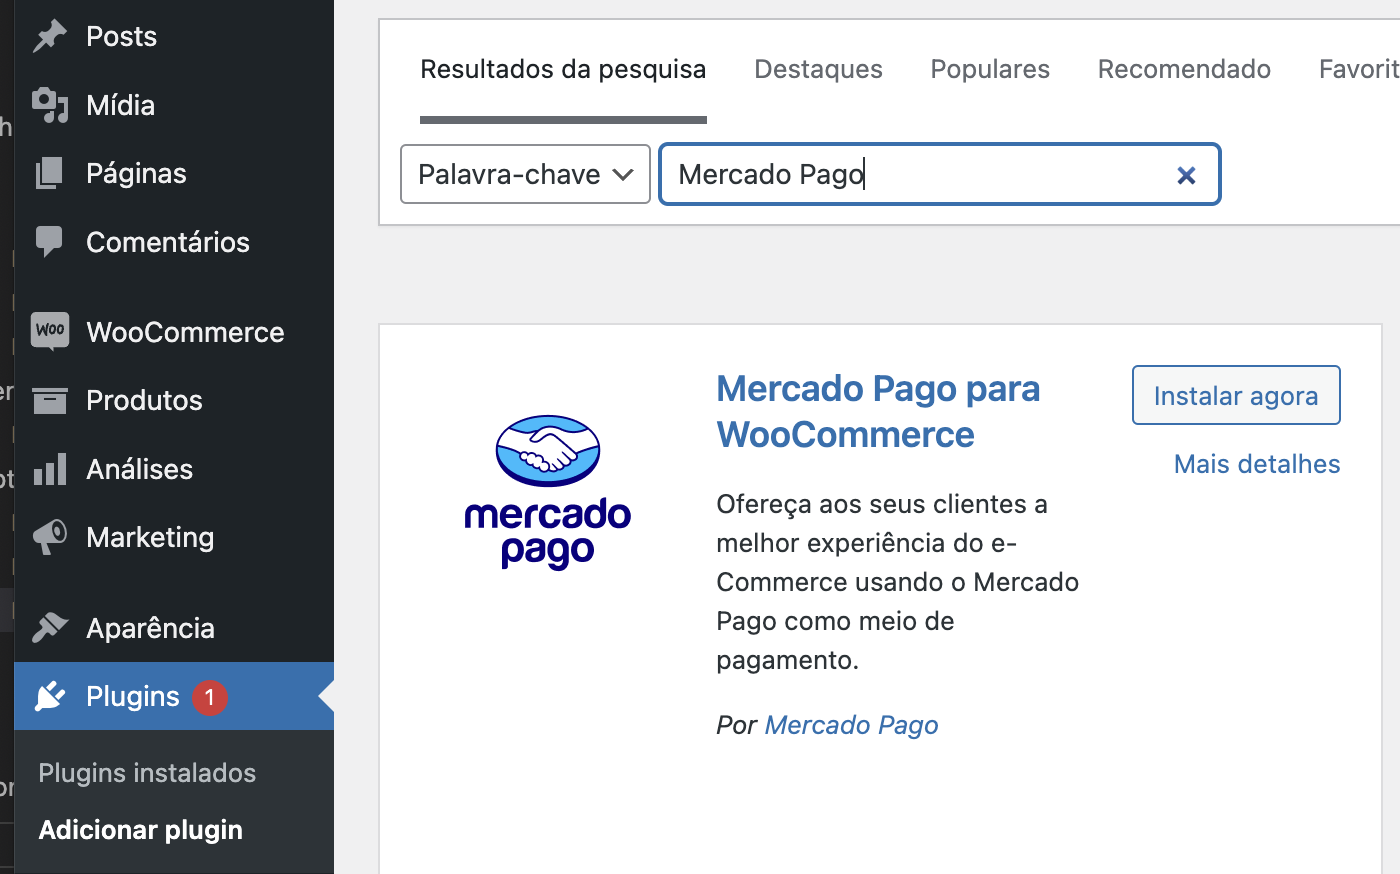 Posts
Mídia
Páginas
Comentários
Woo WooCommerce
Produtos
Análises
Marketing
Aparência
Plugins 1
Plugins instalados
Adicionar plugin
Resultados da pesquisa Destaques Populares Recomendado Favorit
Palavra-chave Mercado Pago
mercado
pago
Mercado Pago para
WooCommerce
Instalar agora
Mais detalhes
Ofereça aos seus clientes a
melhor experiência do e-
Commerce usando o Mercado
Pago como meio de
pagamento.
Por Mercado Pago